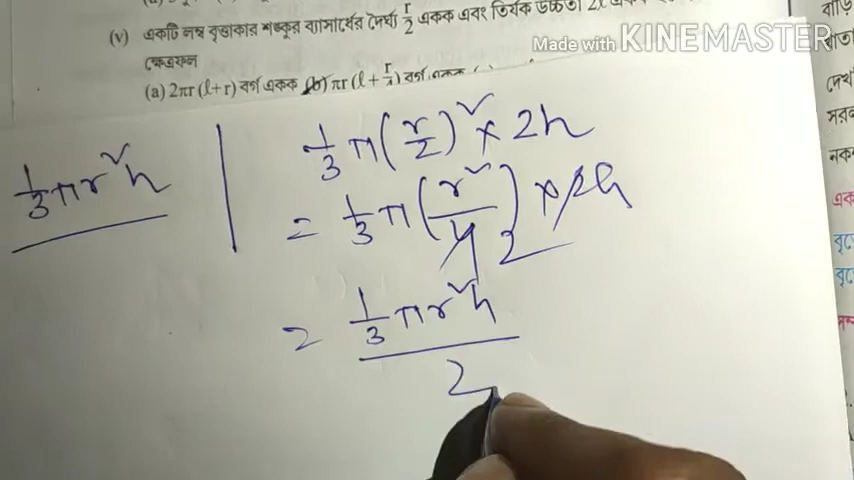 (v) একটি লম্ব বৃত্তাকার শঙ্কুর ব্যাসার্ধের দৈর্ঘ্য r/2 একক এবং তির্যক উচ্চতা 2l
Made with KINEMASTER
ক্ষেত্রফল
(a) 2πr (l+r) বর্গ একক (b) πr (l + r/4) বর্গ একক
1/3 πr²h
1/3 π(r/2)² × 2h
= 1/3 π(r²/4) × 2h
2
= 1/3 πr²h / 2